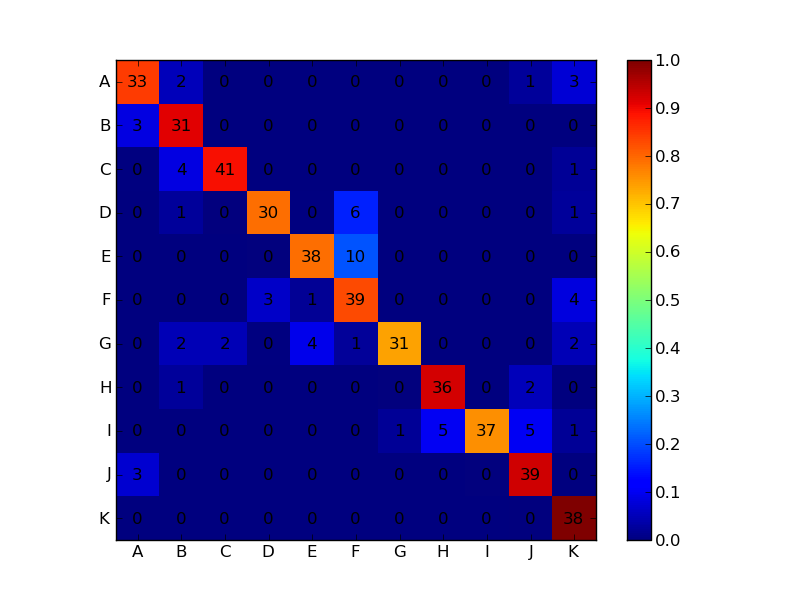 A 33 2 0 0 0 0 0 0 0 1 3
B 3 31 0 0 0 0 0 0 0 0 0
C 0 4 41 0 0 0 0 0 0 0 1
D 0 1 0 30 0 6 0 0 0 0 1
E 0 0 0 0 38 10 0 0 0 0 0
F 0 0 0 3 1 39 0 0 0 0 4
G 0 2 2 0 4 1 31 0 0 0 2
H 0 1 0 0 0 0 0 36 0 2 0
I 0 0 0 0 0 0 1 5 37 5 1
J 3 0 0 0 0 0 0 0 0 39 0
K 0 0 0 0 0 0 0 0 0 0 38
A B C D E F G H I J K
1.0
0.9
0.8
0.7
0.6
0.5
0.4
0.3
0.2
0.1
0.0